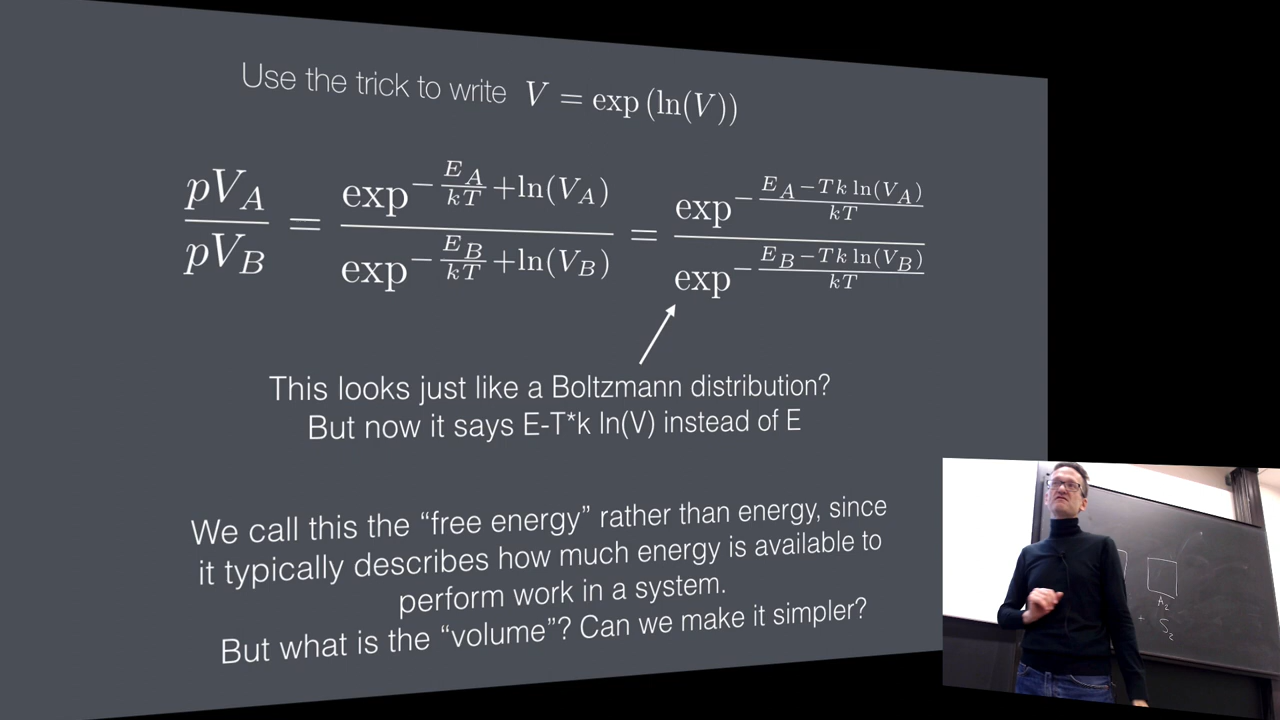 Use the trick to write V = exp (ln(V))
pV_A / pV_B = exp^{-E_A/kT + ln(V_A)} / exp^{-E_B/kT + ln(V_B)} = exp^{-(E_A - Tk ln(V_A))/kT} / exp^{-(E_B - Tk ln(V_B))/kT}
This looks just like a Boltzmann distribution?
But now it says E-T*k ln(V) instead of E
We call this the “free energy” rather than energy, since
it typically describes how much energy is available to
perform work in a system.
But what is the “volume”? Can we make it simpler?
A2
+ S2